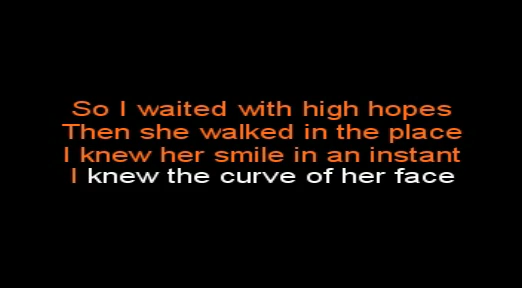 So I waited with high hopes
Then she walked in the place
I knew her smile in an instant
I knew the curve of her face